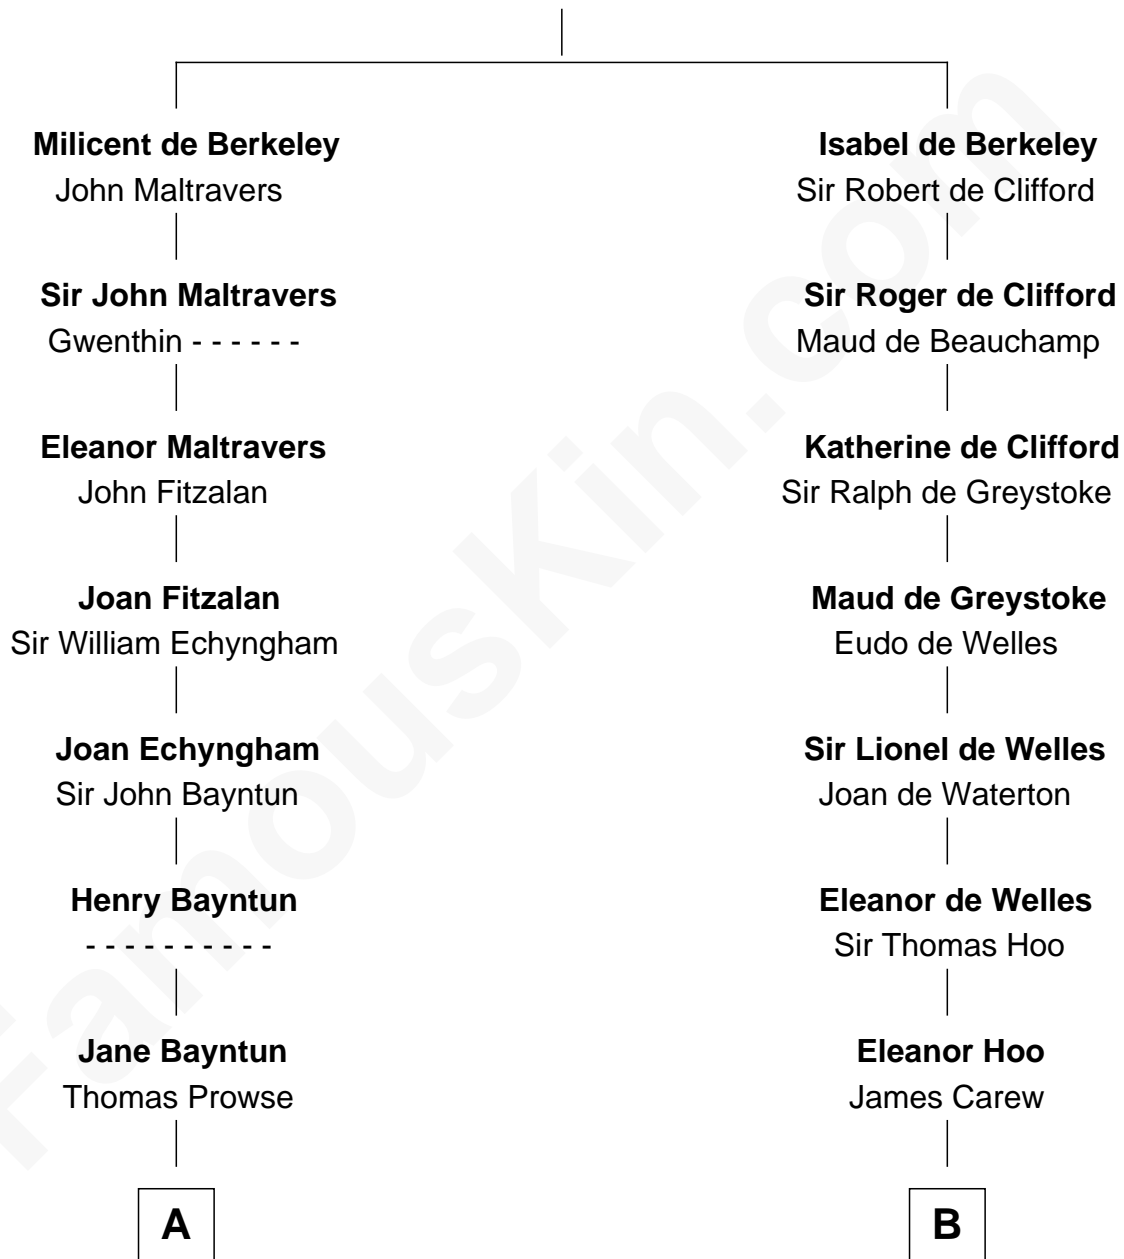 Milicent de Berkeley
John Maltravers
Sir John Maltravers
Gwenthin - - - - - -
Eleanor Maltravers
John Fitzalan
Joan Fitzalan
Sir William Echyngham
Joan Echyngham
Sir John Bayntun
Henry Bayntun
- - - - - - - - - -
Jane Bayntun
Thomas Prowse
A
Isabel de Berkeley
Sir Robert de Clifford
Sir Roger de Clifford
Maud de Beauchamp
Katherine de Clifford
Sir Ralph de Greystoke
Maud de Greystoke
Eudo de Welles
Sir Lionel de Welles
Joan de Waterton
Eleanor de Welles
Sir Thomas Hoo
Eleanor Hoo
James Carew
B
FamousKin.com